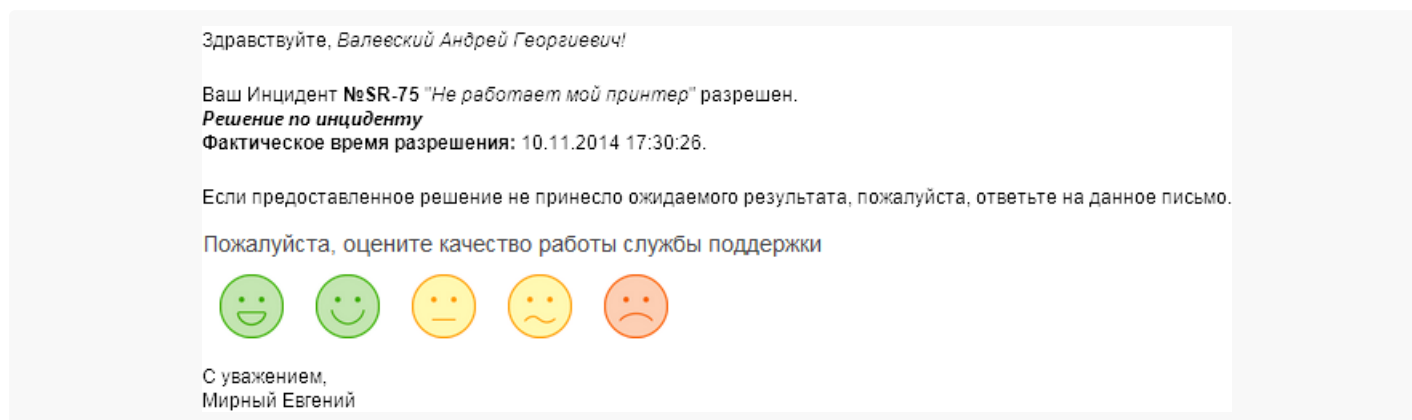 Здравствуйте, Валевский Андрей Георгиевич!
Ваш Инцидент №SR-75 "Не работает мой принтер" разрешен.
Решение по инциденту
Фактическое время разрешения: 10.11.2014 17:30:26.
Если предоставленное решение не принесло ожидаемого результата, пожалуйста, ответьте на данное письмо.
Пожалуйста, оцените качество работы службы поддержки
С уважением,
Мирный Евгений